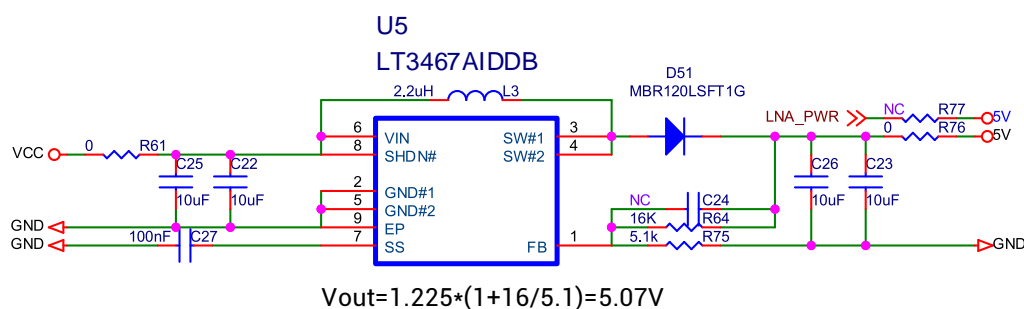 U5
LT3467AIDDB
D51
MBR120LSFT1G
2.2uH L3
LNA_PWR NC R77 5V
0 R76 5V
VCC 0 R61
6 VIN SW#1 3
8 SHDN# SW#2 4
C25 C22
10uF 10uF
C26 C23
10uF 10uF
2 GND#1
5 GND#2
9 EP
7 SS FB 1
NC C24
16K R64
5.1k R75
GND
GND 100nF C27
GND
Vout=1.225*(1+16/5.1)=5.07V